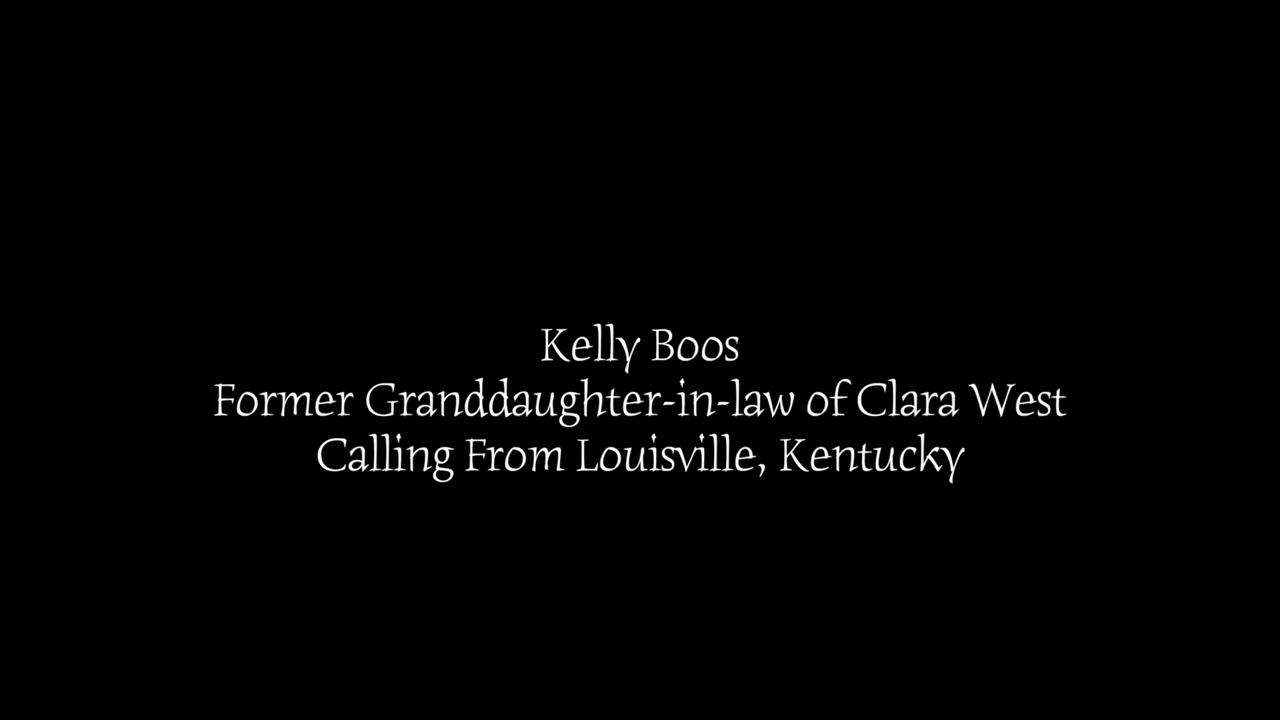 Kelly Boos
Former Granddaughter-in-law of Clara West
Calling From Louisville, Kentucky